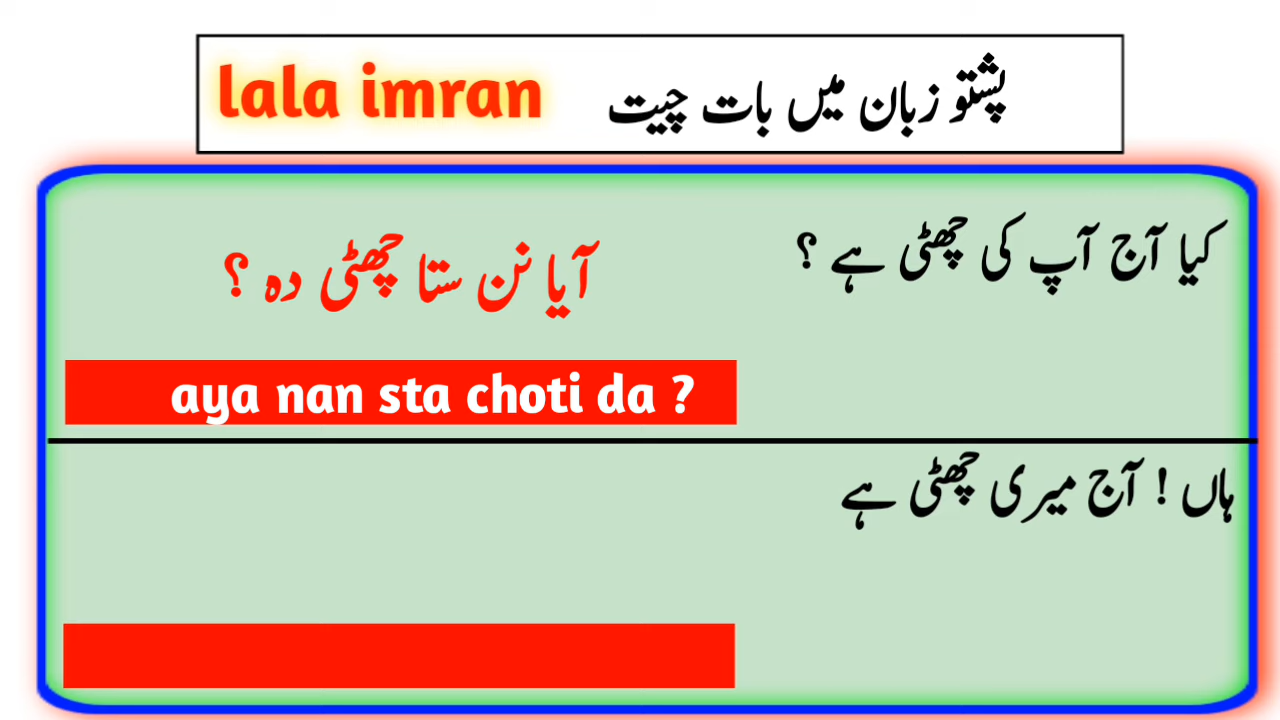 lala imran پشتو زبان میں بات چیت
کیا آج آپ کی چھٹی ہے ؟
آیا نن ستا چھٹی دہ ؟
aya nan sta choti da ?
ہاں ! آج میری چھٹی ہے